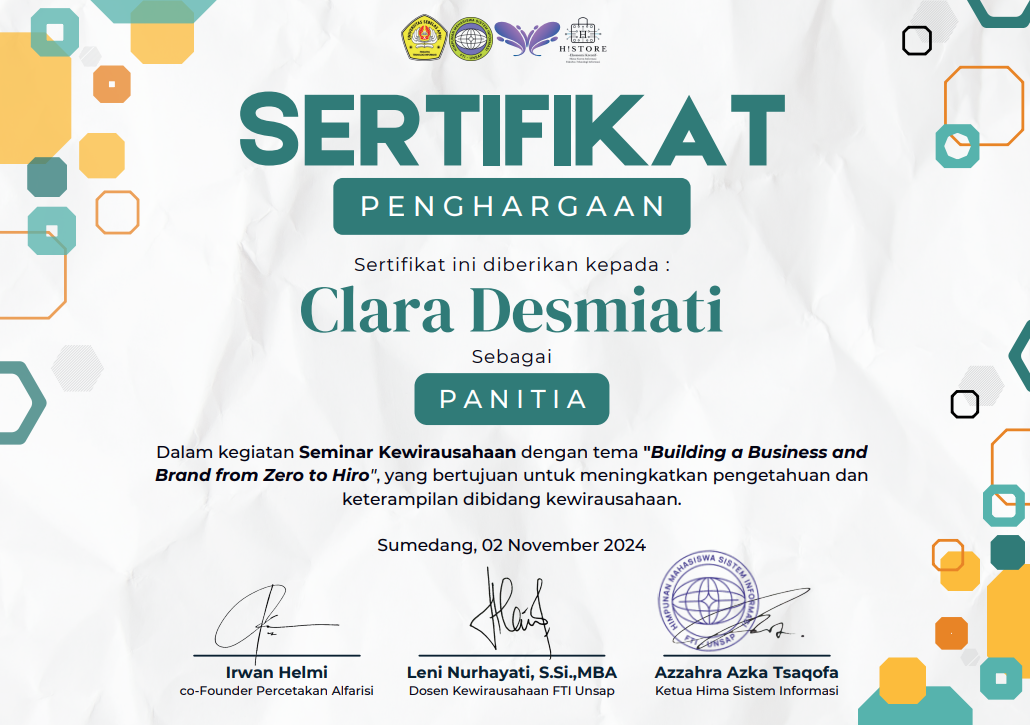 H!STORE
SERTIFIKAT
PENGHARGAAN
Sertifikat ini diberikan kepada :
Clara Desmiati
Sebagai
PANITIA
Dalam kegiatan Seminar Kewirausahaan dengan tema "Building a Business and
Brand from Zero to Hiro", yang bertujuan untuk meningkatkan pengetahuan dan
keterampilan dibidang kewirausahaan.
Sumedang, 02 November 2024
HIMPUNAN MAHASISWA SISTEM INFORMASI
FTI UNSAP
Irwan Helmi
co-Founder Percetakan Alfarisi
Leni Nurhayati, S.Si.,MBA
Dosen Kewirausahaan FTI Unsap
Azzahra Azka Tsaqofa
Ketua Hima Sistem Informasi